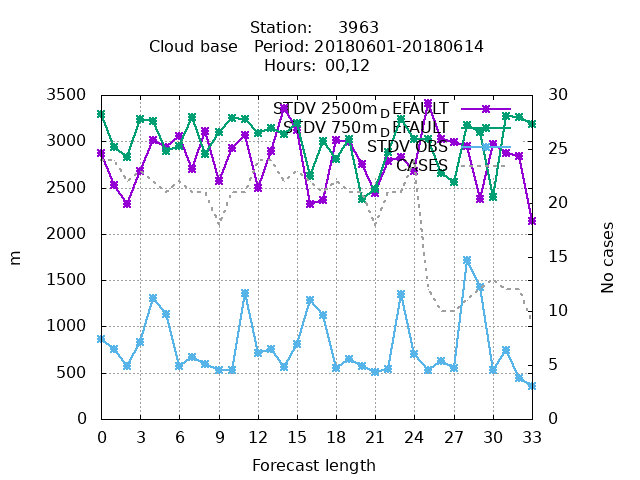 Station: 3963
Cloud base Period: 20180601-20180614
Hours: 00,12
STDV 2500m_DEFAULT
STDV 750m_DEFAULT
STDV OBS
CASES
3500
3000
2500
2000
1500
1000
500
0
m
30
25
20
15
10
5
0
No cases
0 3 6 9 12 15 18 21 24 27 30 33
Forecast length